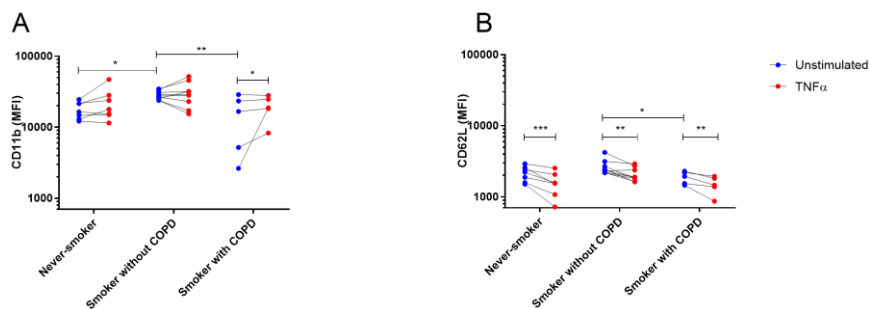 A
B
CD11b (MFI)
100000
10000
1000
*
**
*
Never-smoker
Smoker without COPD
Smoker with COPD
CD62L (MFI)
100000
10000
1000
***
**
*
**
Never-smoker
Smoker without COPD
Smoker with COPD
Unstimulated
TNFα